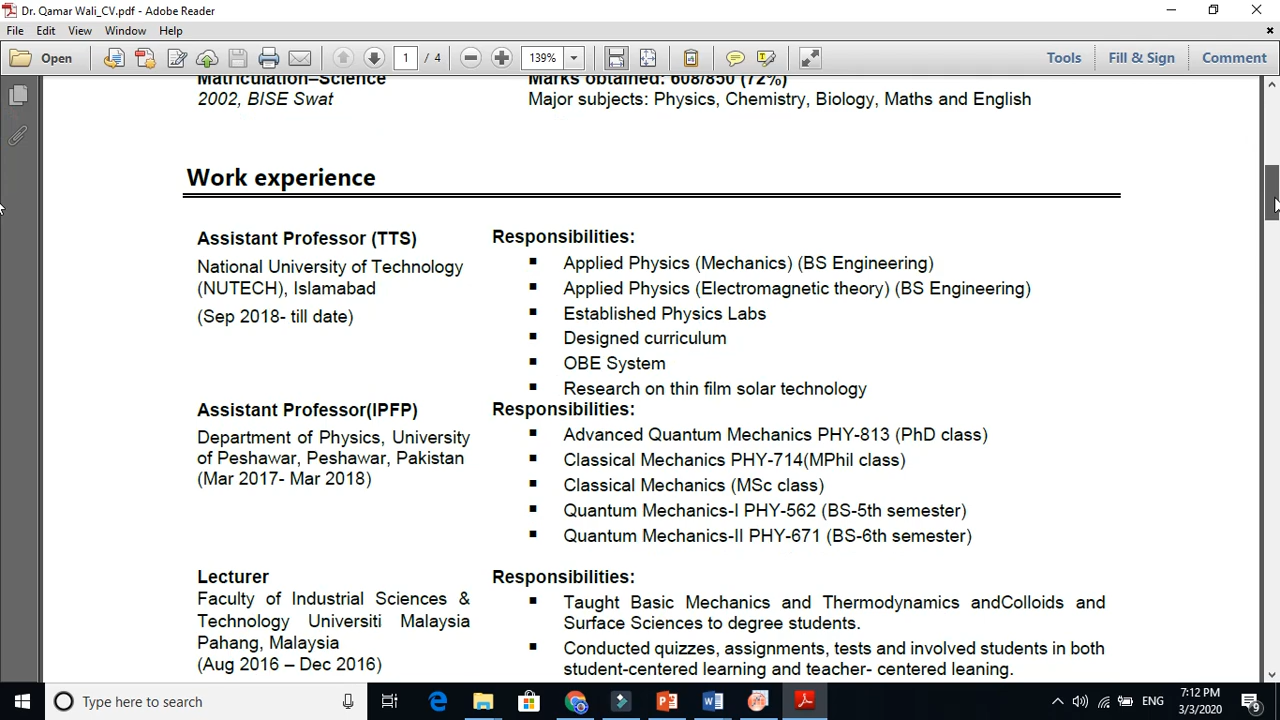 Dr. Qamar Wali_CV.pdf - Adobe Reader
File Edit View Window Help
Open 1 / 4 139% Tools Fill & Sign Comment
Matriculation–Science Marks obtained: 608/850 (72%)
2002, BISE Swat Major subjects: Physics, Chemistry, Biology, Maths and English
Work experience
Assistant Professor (TTS)
National University of Technology
(NUTECH), Islamabad
(Sep 2018- till date)
Responsibilities:
▪ Applied Physics (Mechanics) (BS Engineering)
▪ Applied Physics (Electromagnetic theory) (BS Engineering)
▪ Established Physics Labs
▪ Designed curriculum
▪ OBE System
▪ Research on thin film solar technology
Assistant Professor(IPFP)
Department of Physics, University
of Peshawar, Peshawar, Pakistan
(Mar 2017- Mar 2018)
Responsibilities:
▪ Advanced Quantum Mechanics PHY-813 (PhD class)
▪ Classical Mechanics PHY-714(MPhil class)
▪ Classical Mechanics (MSc class)
▪ Quantum Mechanics-I PHY-562 (BS-5th semester)
▪ Quantum Mechanics-II PHY-671 (BS-6th semester)
Lecturer
Faculty of Industrial Sciences &
Technology Universiti Malaysia
Pahang, Malaysia
(Aug 2016 – Dec 2016)
Responsibilities:
▪ Taught Basic Mechanics and Thermodynamics andColloids and
Surface Sciences to degree students.
▪ Conducted quizzes, assignments, tests and involved students in both
student-centered learning and teacher- centered leaning.
Type here to search
ENG
7:12 PM
3/3/2020
9